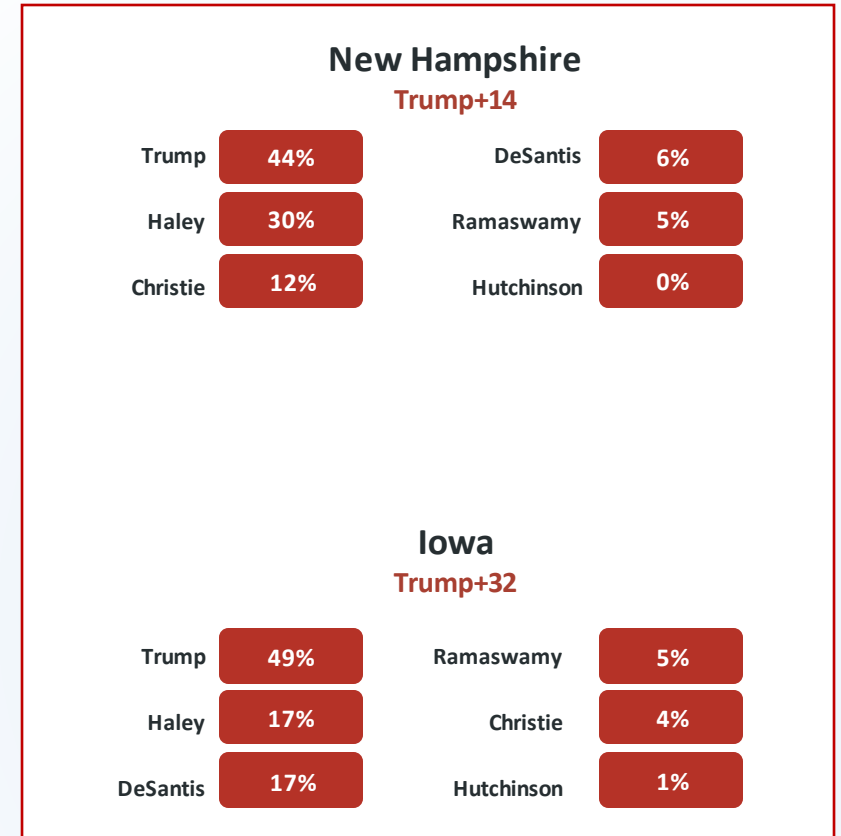 New Hampshire
Trump+14
Trump 44% DeSantis 6%
Haley 30% Ramaswamy 5%
Christie 12% Hutchinson 0%
Iowa
Trump+32
Trump 49% Ramaswamy 5%
Haley 17% Christie 4%
DeSantis 17% Hutchinson 1%